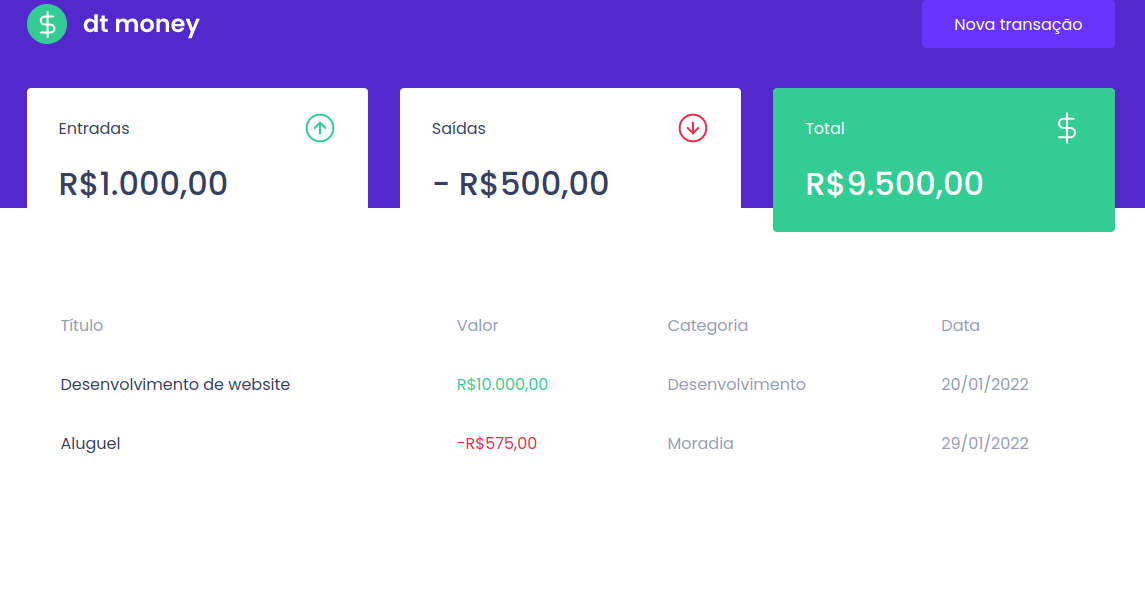 $ dt money
Nova transação
Entradas
R$1.000,00
Saídas
- R$500,00
Total
$
R$9.500,00
Título Valor Categoria Data
Desenvolvimento de website R$10.000,00 Desenvolvimento 20/01/2022
Aluguel -R$575,00 Moradia 29/01/2022